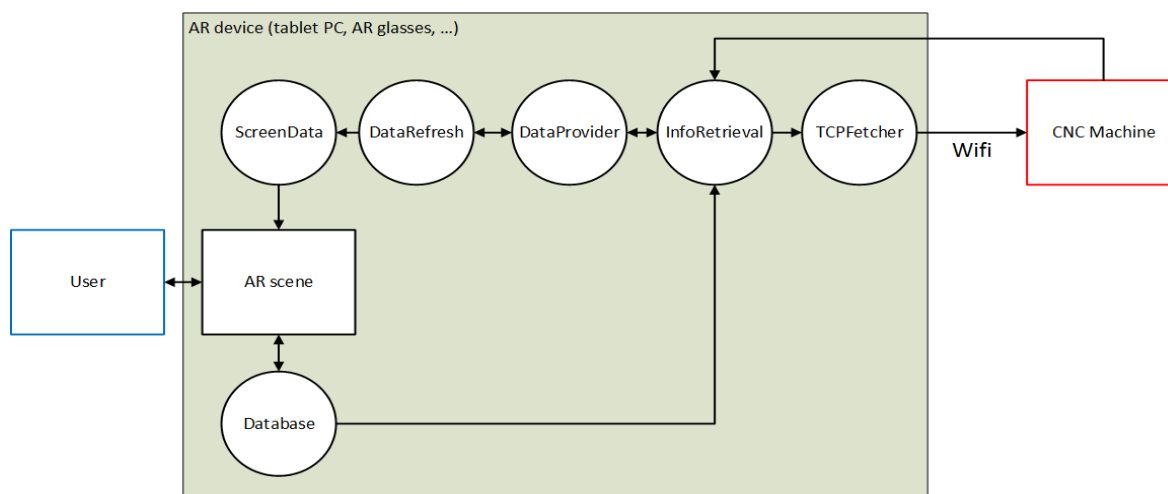 AR device (tablet PC, AR glasses, ...)
ScreenData
DataRefresh
DataProvider
InfoRetrieval
TCPFetcher
CNC Machine
Wifi
User
AR scene
Database